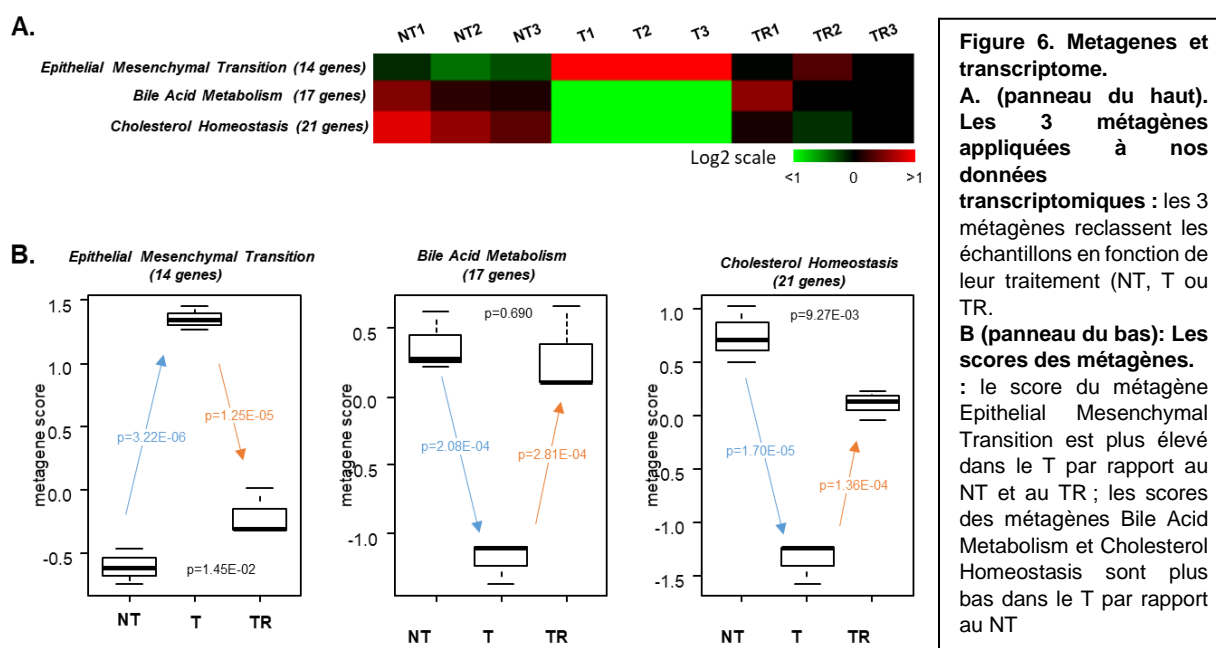 A.
NT1 NT2 NT3 T1 T2 T3 TR1 TR2 TR3
Epithelial Mesenchymal Transition (14 genes)
Bile Acid Metabolism (17 genes)
Cholesterol Homeostasis (21 genes)
Log2 scale
<1 0 >1
B.
Epithelial Mesenchymal Transition
(14 genes)
metagene score
1.5
1.0
0.5
0.0
-0.5
p=3.22E-06
p=1.25E-05
p=1.45E-02
NT T TR
Bile Acid Metabolism
(17 genes)
metagene score
0.5
0.0
-0.5
-1.0
p=0.690
p=2.08E-04
p=2.81E-04
NT T TR
Cholesterol Homeostasis
(21 genes)
metagene score
1.0
0.5
0.0
-0.5
-1.0
-1.5
p=9.27E-03
p=1.70E-05
p=1.36E-04
NT T TR
Figure 6. Metagenes et
transcriptome.
A. (panneau du haut).
Les 3 métagènes
appliquées à nos
données
transcriptomiques : les 3
métagènes reclassent les
échantillons en fonction de
leur traitement (NT, T ou
TR.
B (panneau du bas): Les
scores des métagènes.
: le score du métagène
Epithelial Mesenchymal
Transition est plus élevé
dans le T par rapport au
NT et au TR ; les scores
des métagènes Bile Acid
Metabolism et Cholesterol
Homeostasis sont plus
bas dans le T par rapport
au NT